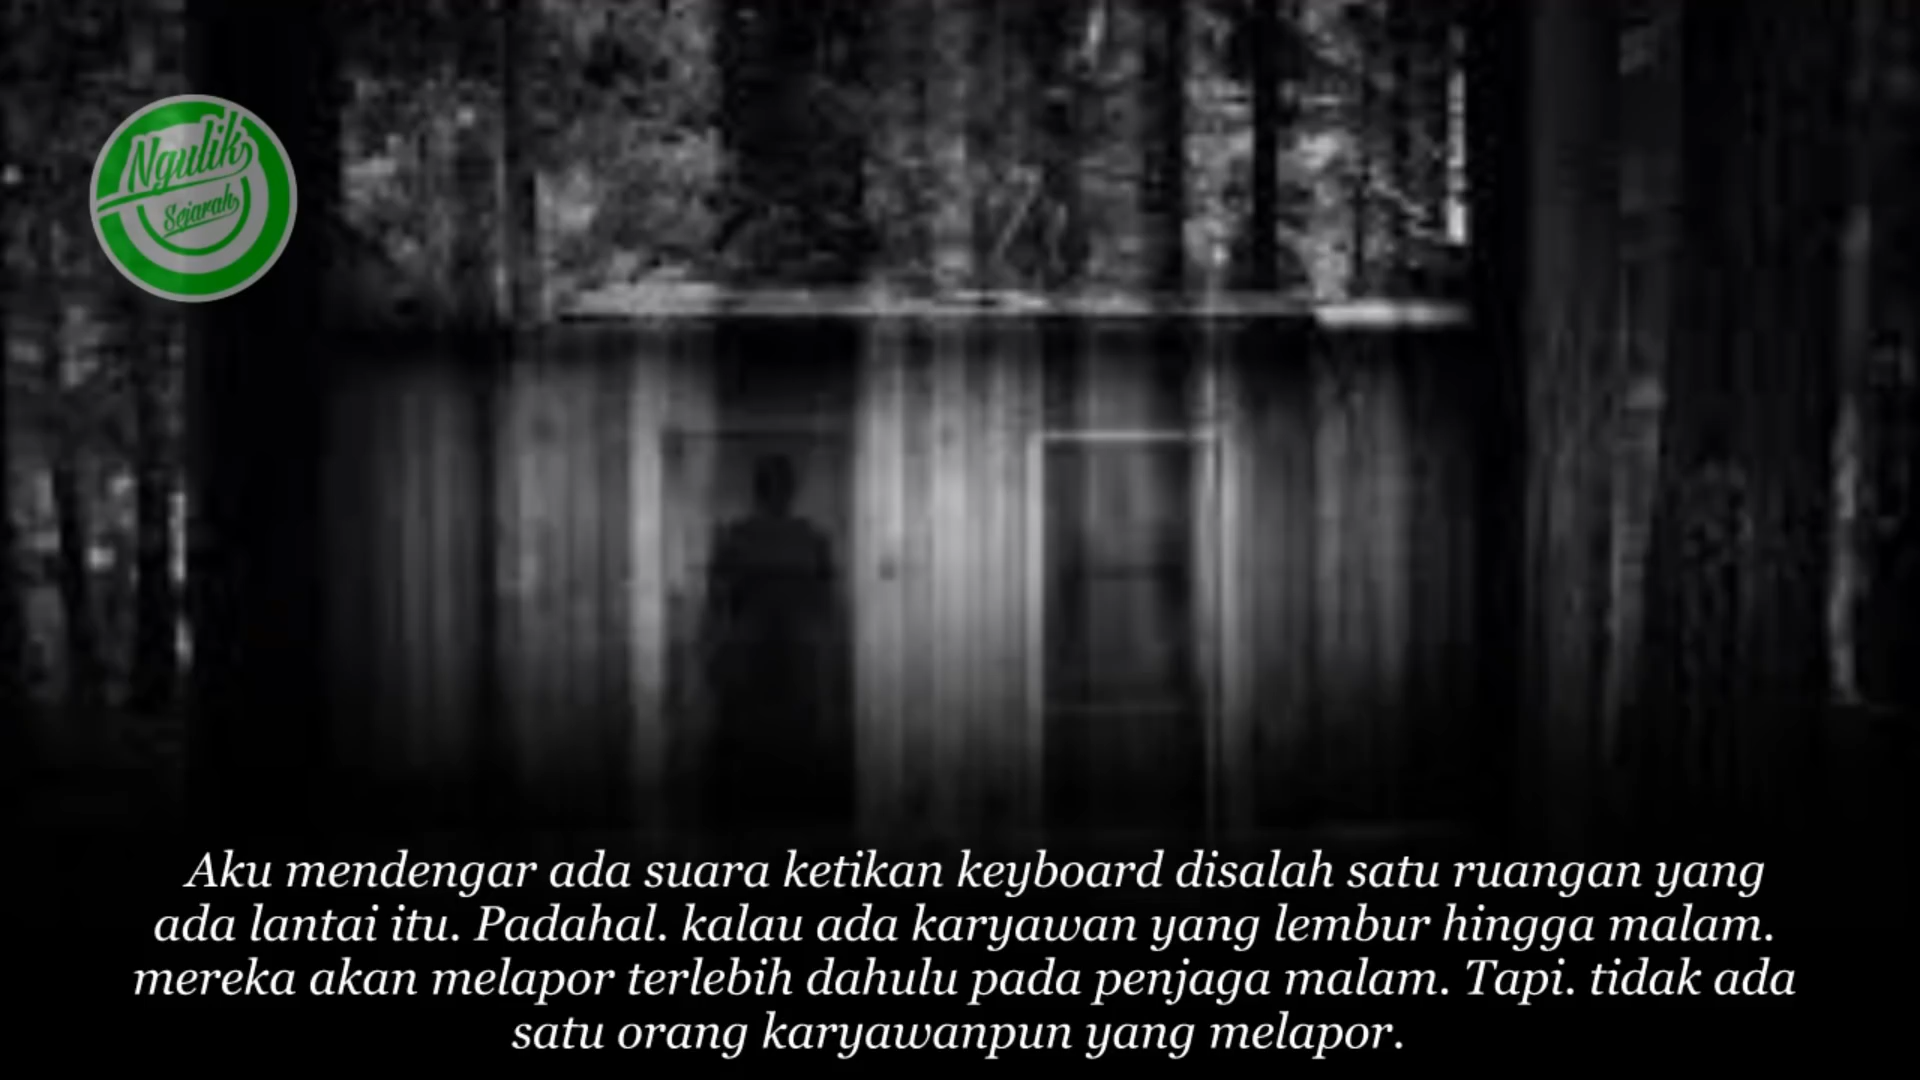 Ngulik
Sejarah
Aku mendengar ada suara ketikan keyboard disalah satu ruangan yang
ada lantai itu. Padahal. kalau ada karyawan yang lembur hingga malam.
mereka akan melapor terlebih dahulu pada penjaga malam. Tapi. tidak ada
satu orang karyawanpun yang melapor.